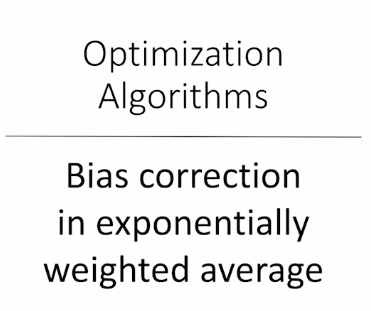 Optimization
Algorithms
Bias correction
in exponentially
weighted average